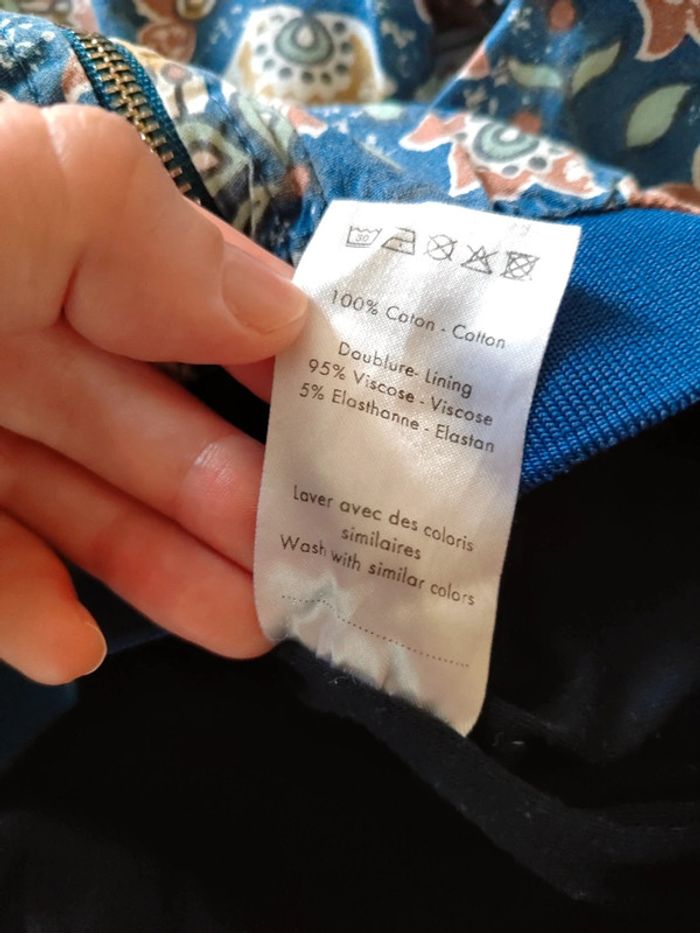 30
100% Coton - Cotton
Doublure - Lining
95% Viscose - Viscose
5% Elasthanne - Elastan
Laver avec des coloris
similaires
Wash with similar colors